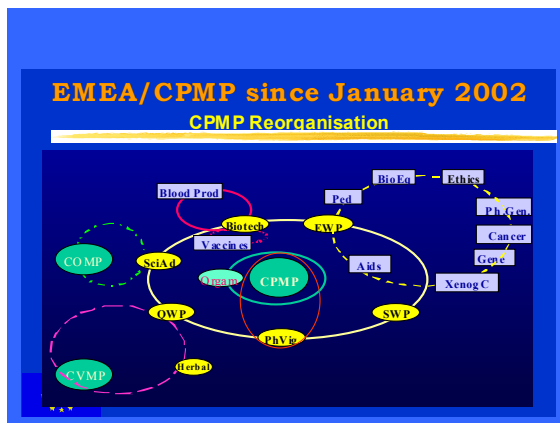 EMEA/CPMP since January 2002
CPMP Reorganisation
BioEq
Ethics
Blood Prod
Ped
Ph.Gen.
Biotech
EWP
Cancer
Vaccines
COMP
SciAd
Aids
Gene
Organ
CPMP
XenogC
QWP
SWP
PhVig
Herbal
CVMP